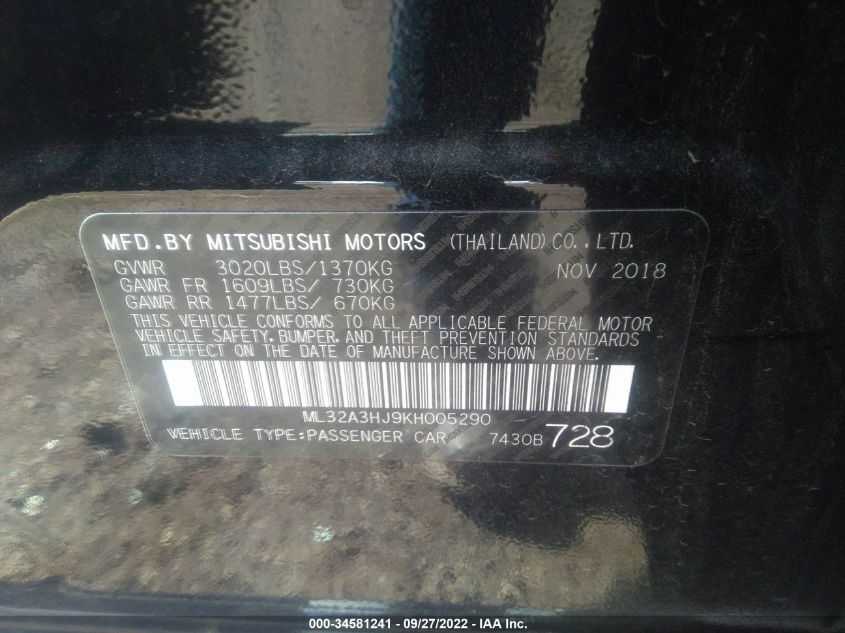 MFD.BY MITSUBISHI MOTORS (THAILAND)CO.,LTD.
GVWR 3020LBS/1370KG NOV 2018
GAWR FR 1609LBS/ 730KG
GAWR RR 1477LBS/ 670KG
THIS VEHICLE CONFORMS TO ALL APPLICABLE FEDERAL MOTOR
VEHICLE SAFETY, BUMPER, AND THEFT PREVENTION STANDARDS
IN EFFECT ON THE DATE OF MANUFACTURE SHOWN ABOVE.
ML32A3HJ9KH005290
VEHICLE TYPE:PASSENGER CAR 7430B 728
000-34581241 - 09/27/2022 - IAA Inc.